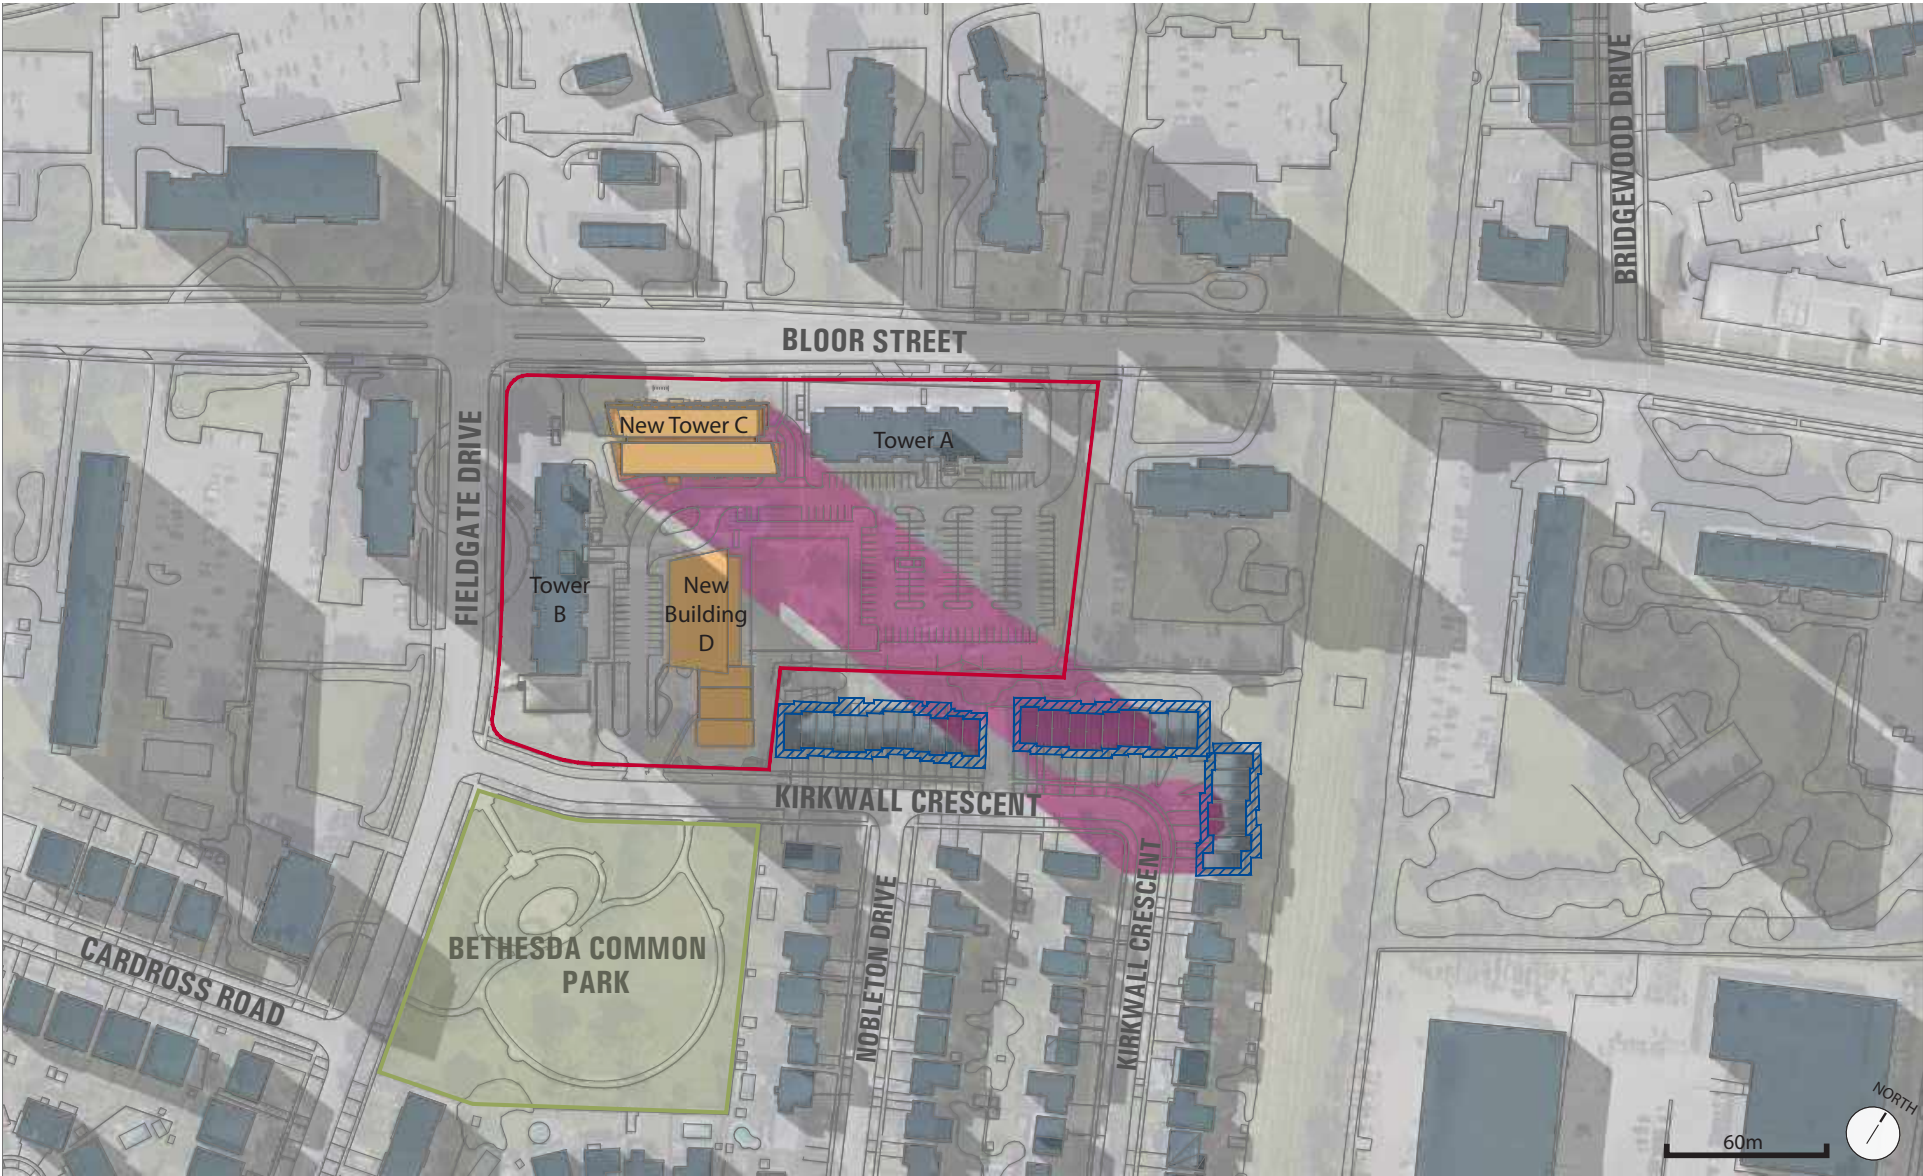 BRIDGEWOOD DRIVE
BLOOR STREET
New Tower C
Tower A
FIELDGATE DRIVE
Tower
B
New
Building
D
KIRKWALL CRESCENT
NOBLETON DRIVE
KIRKWALL CRESCENT
BETHESDA COMMON
PARK
CARDROSS ROAD
NORTH
60m